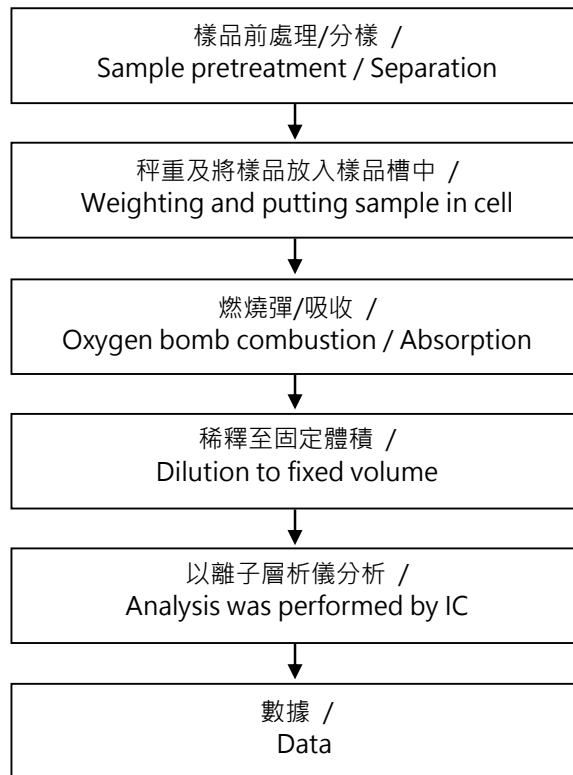 樣品前處理/分樣 /
Sample pretreatment / Separation
秤重及將樣品放入樣品槽中 /
Weighting and putting sample in cell
燃燒彈/吸收 /
Oxygen bomb combustion / Absorption
稀釋至固定體積 /
Dilution to fixed volume
以離子層析儀分析 /
Analysis was performed by IC
數據 /
Data